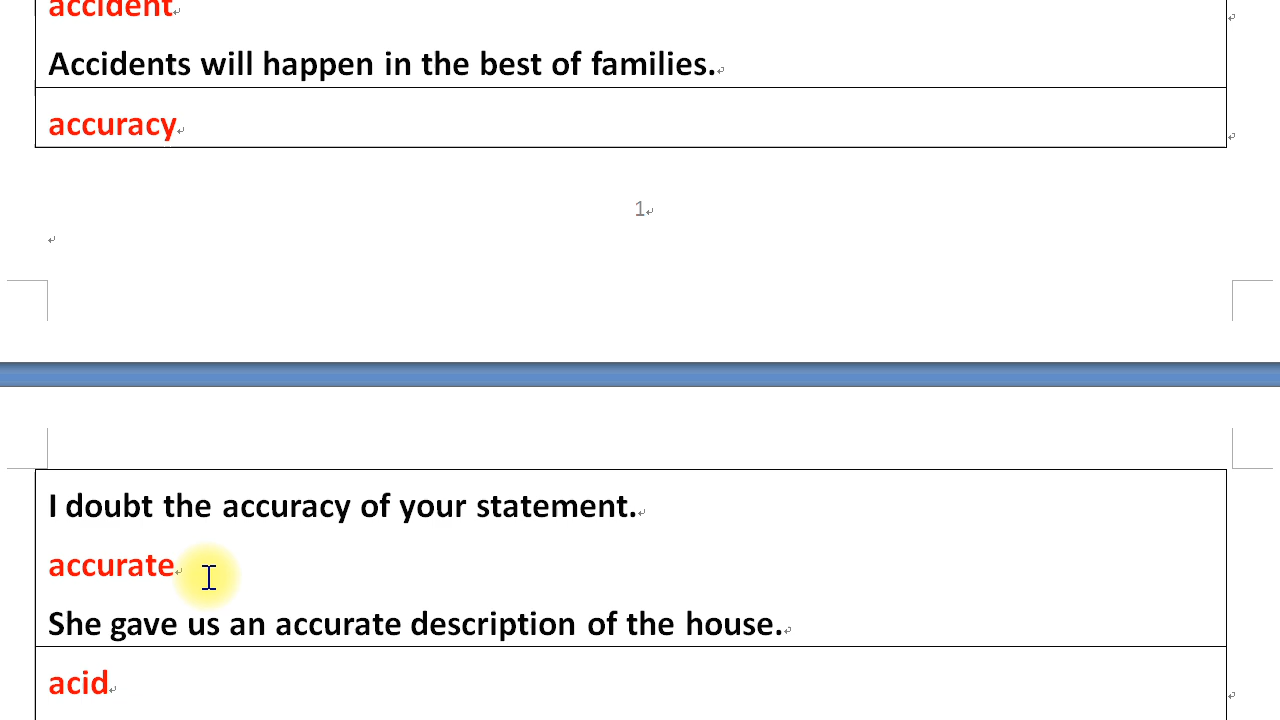 accident
Accidents will happen in the best of families.
accuracy
1
I doubt the accuracy of your statement.
accurate
She gave us an accurate description of the house.
acid